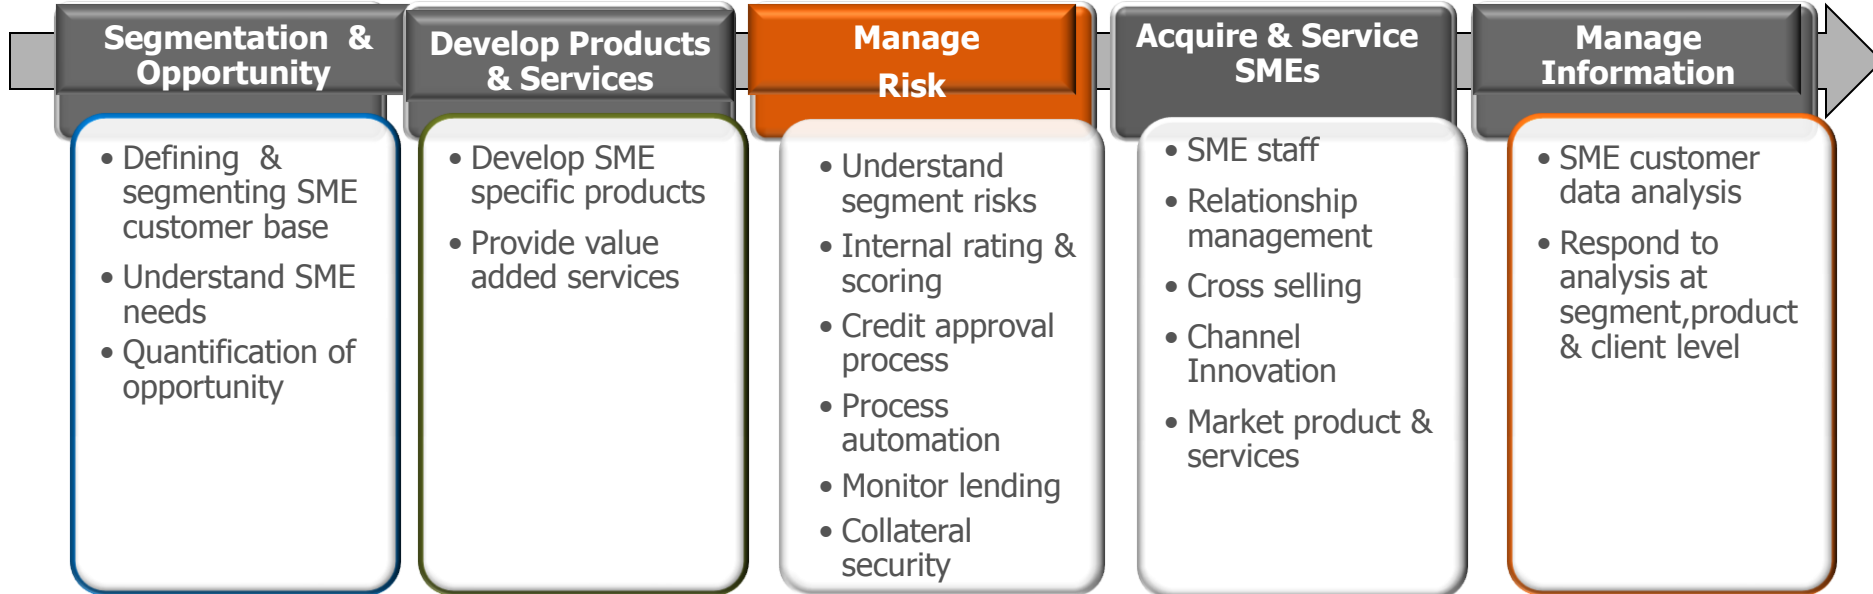 Segmentation & 
Opportunity
• Defining & 
segmenting SME 
customer base
• Understand SME 
needs
• Quantification of 
opportunity
Develop Products 
& Services
• Develop SME 
specific products
• Provide value 
added services
Manage 
Risk
• Understand 
segment risks
• Internal rating & 
scoring
• Credit approval 
process
• Process 
automation
• Monitor lending
• Collateral 
security
Acquire & Service 
SMEs
• SME staff
• Relationship 
management
• Cross selling
• Channel 
Innovation
• Market product & 
services
Manage 
Information
• SME customer 
data analysis
• Respond to 
analysis at 
segment,product 
& client level